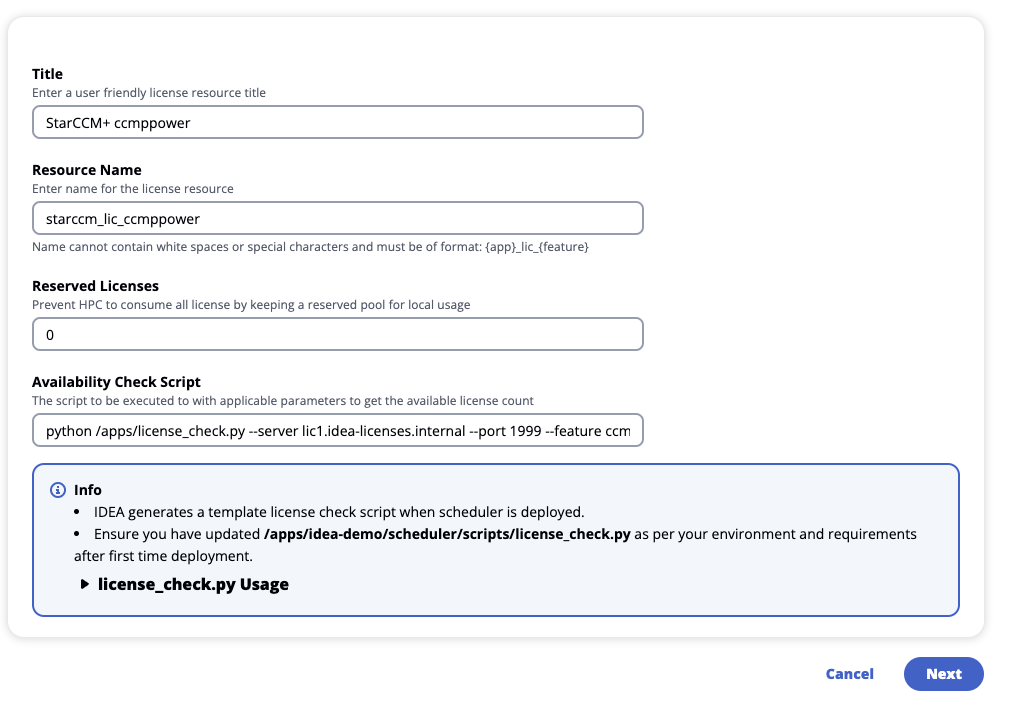 Title
Enter a user friendly license resource title
StarCCM+ ccmppower
Resource Name
Enter name for the license resource
starccm_lic_ccmppower
Name cannot contain white spaces or special characters and must be of format: {app}_lic_{feature}
Reserved Licenses
Prevent HPC to consume all license by keeping a reserved pool for local usage
0
Availability Check Script
The script to be executed to with applicable parameters to get the available license count
python /apps/license_check.py --server lic1.idea-licenses.internal --port 1999 --feature ccm
Info
• IDEA generates a template license check script when scheduler is deployed.
• Ensure you have updated /apps/idea-demo/scheduler/scripts/license_check.py as per your environment and requirements
after first time deployment.
license_check.py Usage
Cancel
Next